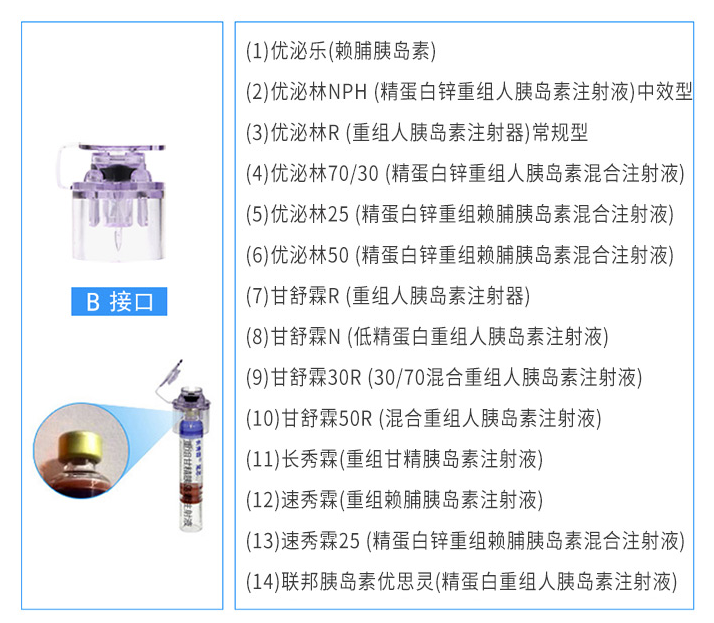 B 接口
重组甘精胰岛素注射液
(1)优泌乐(赖脯胰岛素)
(2)优泌林NPH (精蛋白锌重组人胰岛素注射液)中效型
(3)优泌林R (重组人胰岛素注射器)常规型
(4)优泌林70/30 (精蛋白锌重组人胰岛素混合注射液)
(5)优泌林25 (精蛋白锌重组赖脯胰岛素混合注射液)
(6)优泌林50 (精蛋白锌重组赖脯胰岛素混合注射液)
(7)甘舒霖R (重组人胰岛素注射器)
(8)甘舒霖N (低精蛋白重组人胰岛素注射液)
(9)甘舒霖30R (30/70混合重组人胰岛素注射液)
(10)甘舒霖50R (混合重组人胰岛素注射液)
(11)长秀霖(重组甘精胰岛素注射液)
(12)速秀霖(重组赖脯胰岛素注射液)
(13)速秀霖25 (精蛋白锌重组赖脯胰岛素混合注射液)
(14)联邦胰岛素优思灵(精蛋白重组人胰岛素注射液)